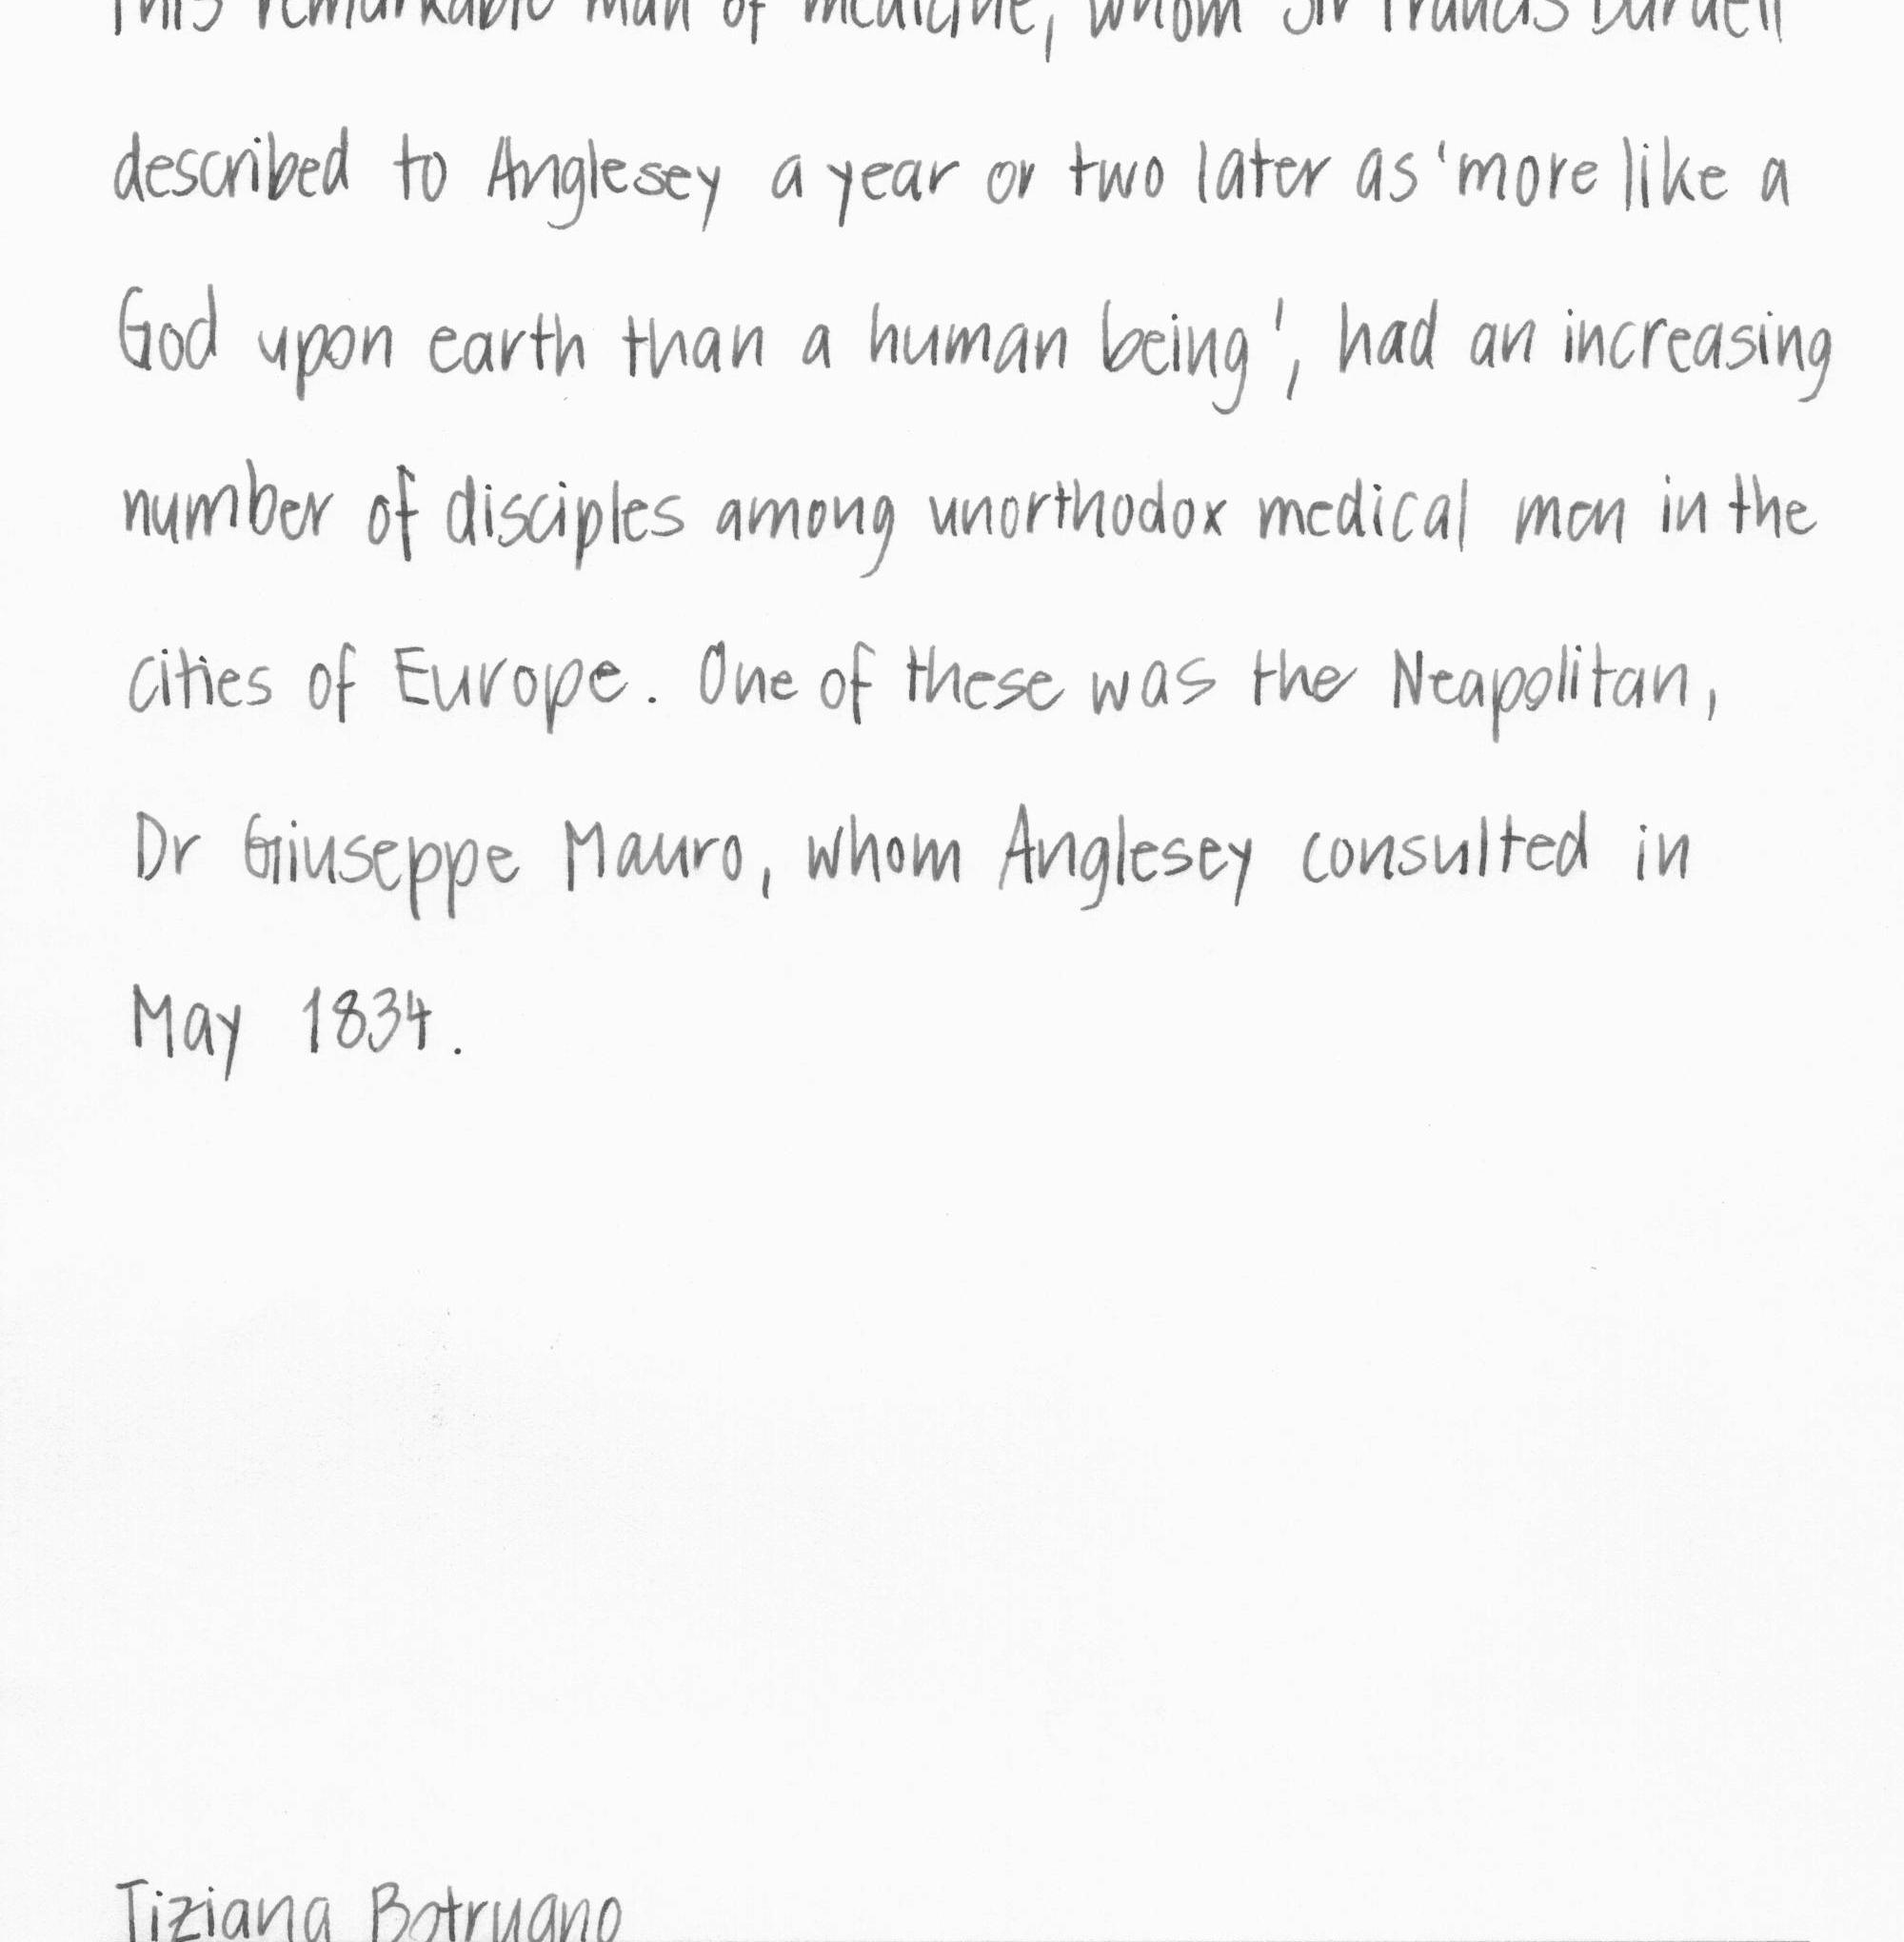 This remarkable man of medicine, whom Sir Francis Burdett
described to Anglesey a year or two later as 'more like a
God upon earth than a human being', had an increasing
number of disciples among unorthodox medical men in the
cities of Europe. One of these was the Neapolitan,
Dr Giuseppe Mauro, whom Anglesey consulted in
May 1834.
Tiziana Botrugno